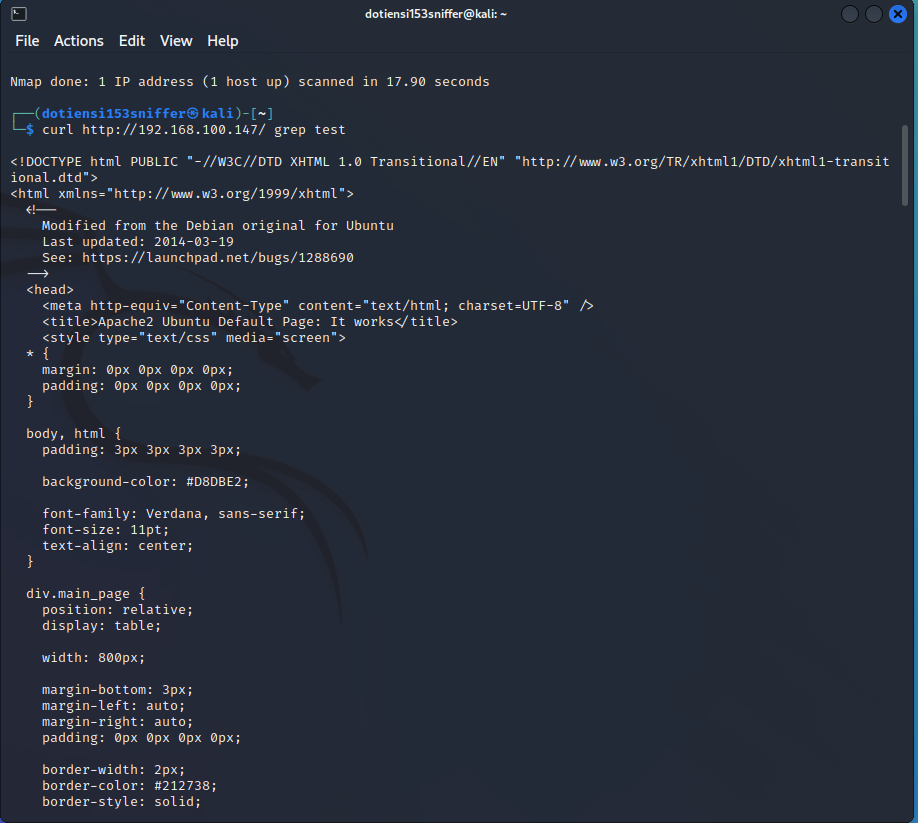 dotiensi153sniffer@kali: ~
File Actions Edit View Help
Nmap done: 1 IP address (1 host up) scanned in 17.90 seconds
┌──(dotiensi153sniffer㉿kali)-[~]
└─$ curl http://192.168.100.147/ grep test
<!DOCTYPE html PUBLIC "-//W3C//DTD XHTML 1.0 Transitional//EN" "http://www.w3.org/TR/xhtml1/DTD/xhtml1-transit
ional.dtd">
<html xmlns="http://www.w3.org/1999/xhtml">
  <!--
    Modified from the Debian original for Ubuntu
    Last updated: 2014-03-19
    See: https://launchpad.net/bugs/1288690
  -->
  <head>
    <meta http-equiv="Content-Type" content="text/html; charset=UTF-8" />
    <title>Apache2 Ubuntu Default Page: It works</title>
    <style type="text/css" media="screen">
  * {
    margin: 0px 0px 0px 0px;
    padding: 0px 0px 0px 0px;
  }
  body, html {
    padding: 3px 3px 3px 3px;
    background-color: #D8DBE2;
    font-family: Verdana, sans-serif;
    font-size: 11pt;
    text-align: center;
  }
  div.main_page {
    position: relative;
    display: table;
    width: 800px;
    margin-bottom: 3px;
    margin-left: auto;
    margin-right: auto;
    padding: 0px 0px 0px 0px;
    border-width: 2px;
    border-color: #212738;
    border-style: solid;